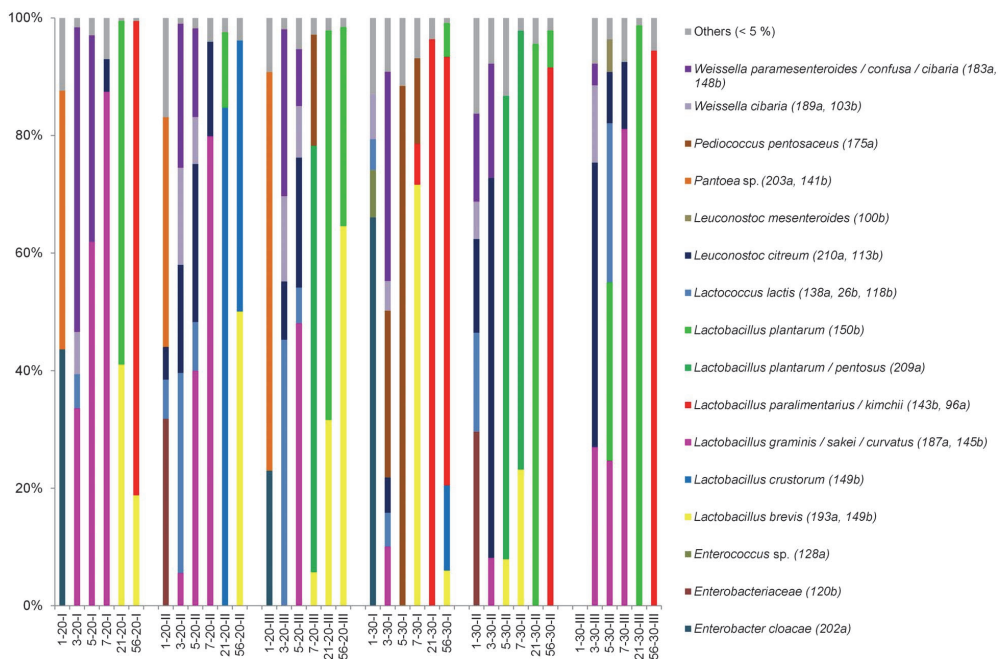 100%
80%
60%
40%
20%
0%
1-20-I
3-20-I
5-20-I
7-20-I
21-20-I
56-20-I
1-20-II
3-20-II
5-20-II
7-20-II
21-20-II
56-20-II
1-20-III
3-20-III
5-20-III
7-20-III
21-20-III
56-20-III
1-30-I
3-30-I
5-30-I
7-30-I
21-30-I
56-30-I
1-30-II
3-30-II
5-30-II
7-30-II
21-30-II
56-30-II
1-30-III
3-30-III
5-30-III
7-30-III
21-30-III
56-30-III
Others (< 5 %)
Weissella paramesenteroides / confusa / cibaria (183a,
148b)
Weissella cibaria (189a, 103b)
Pediococcus pentosaceus (175a)
Pantoea sp. (203a, 141b)
Leuconostoc mesenteroides (100b)
Leuconostoc citreum (210a, 113b)
Lactococcus lactis (138a, 26b, 118b)
Lactobacillus plantarum (150b)
Lactobacillus plantarum / pentosus (209a)
Lactobacillus paralimentarius / kimchii (143b, 96a)
Lactobacillus graminis / sakei / curvatus (187a, 145b)
Lactobacillus crustorum (149b)
Lactobacillus brevis (193a, 149b)
Enterococcus sp. (128a)
Enterobacteriaceae (120b)
Enterobacter cloacae (202a)